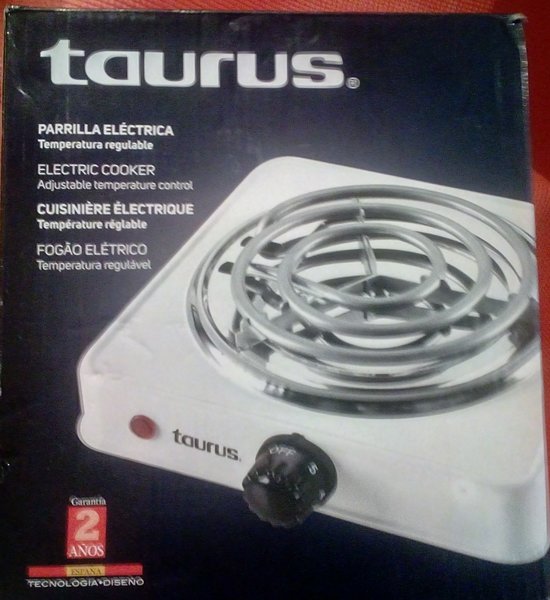 taurus®
PARRILLA ELÉCTRICA
Temperatura regulable
ELECTRIC COOKER
Adjustable temperature control
CUISINIÈRE ÉLECTRIQUE
Température réglable
FOGÃO ELÉTRICO
Temperatura regulável
taurus
OFF S
Garantía
2
AÑOS
ESPAÑA
TECNOLOGÍA•DISEÑO